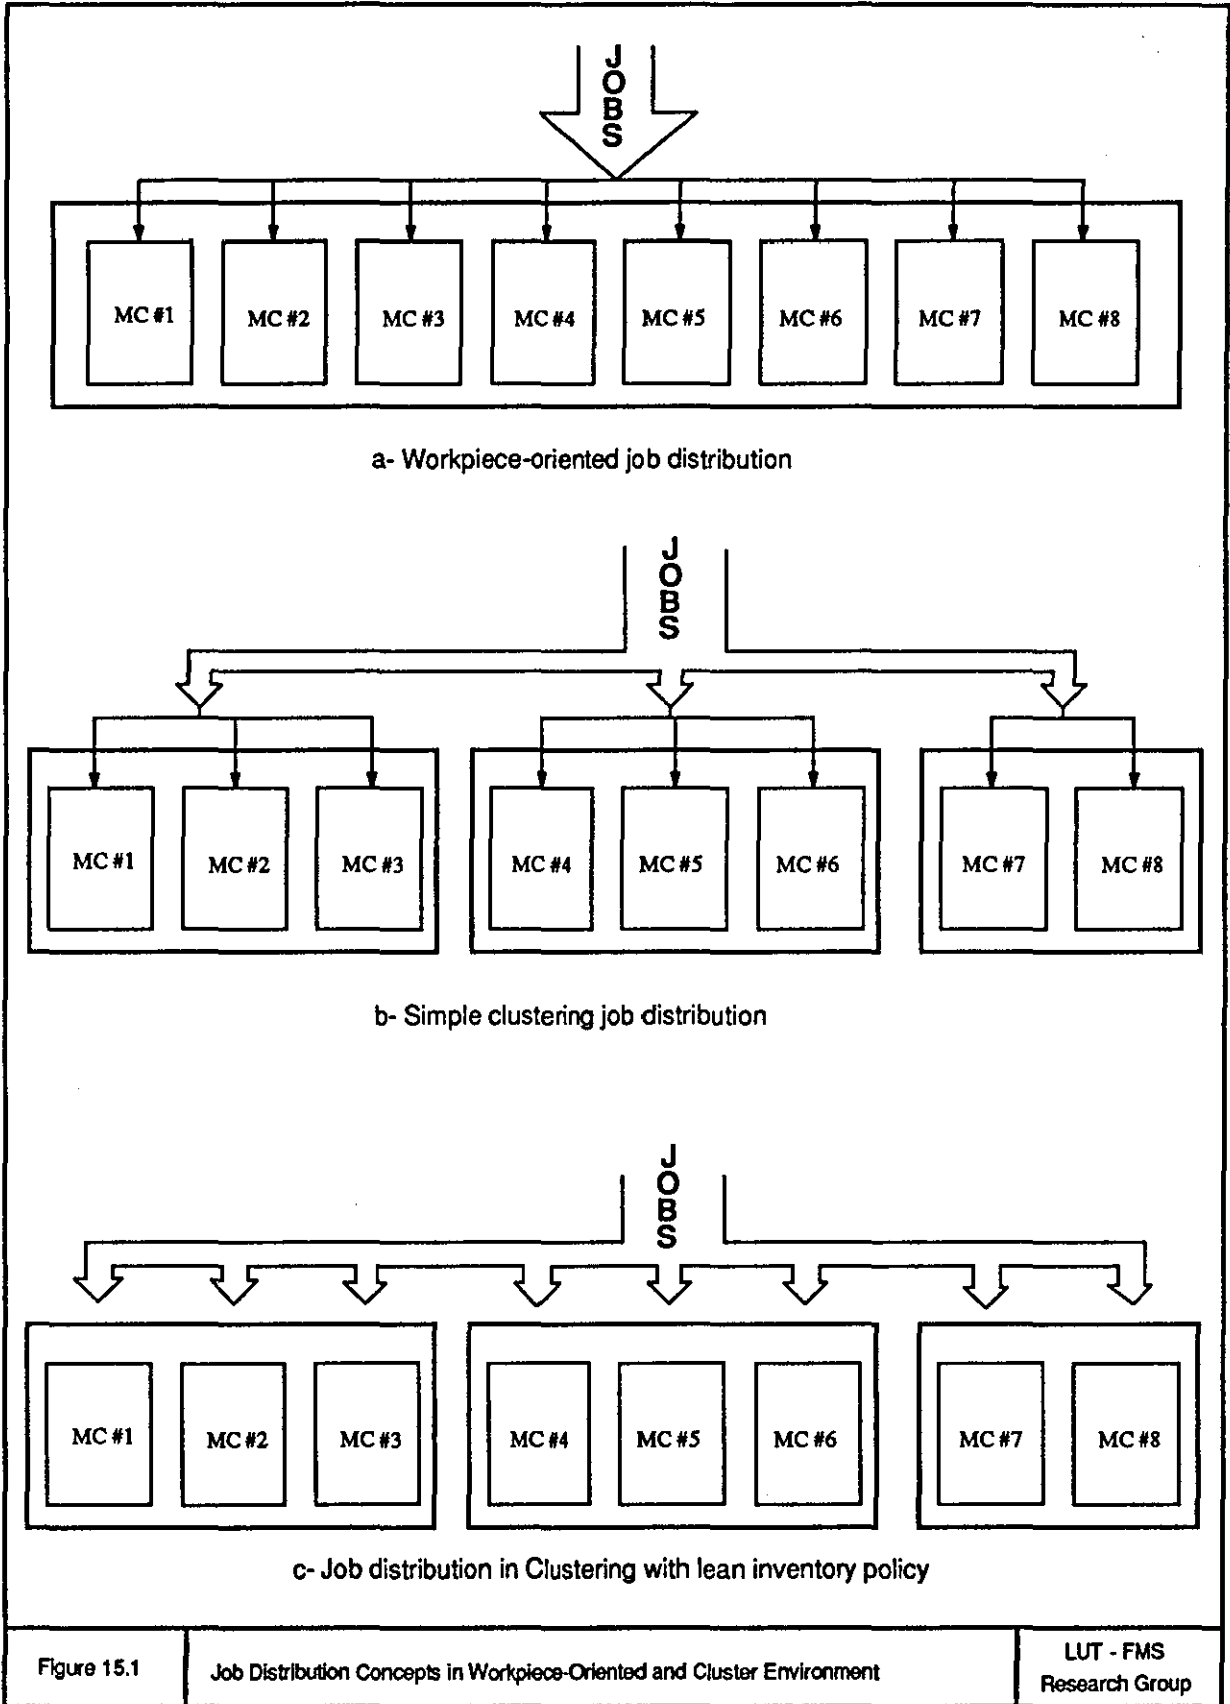 JOBS
MC #1 MC #2 MC #3 MC #4 MC #5 MC #6 MC #7 MC #8
a- Workpiece-oriented job distribution
JOBS
MC #1 MC #2 MC #3 MC #4 MC #5 MC #6 MC #7 MC #8
b- Simple clustering job distribution
JOBS
MC #1 MC #2 MC #3 MC #4 MC #5 MC #6 MC #7 MC #8
c- Job distribution in Clustering with lean inventory policy
Figure 15.1
Job Distribution Concepts in Workpiece-Oriented and Cluster Environment
LUT - FMS
Research Group